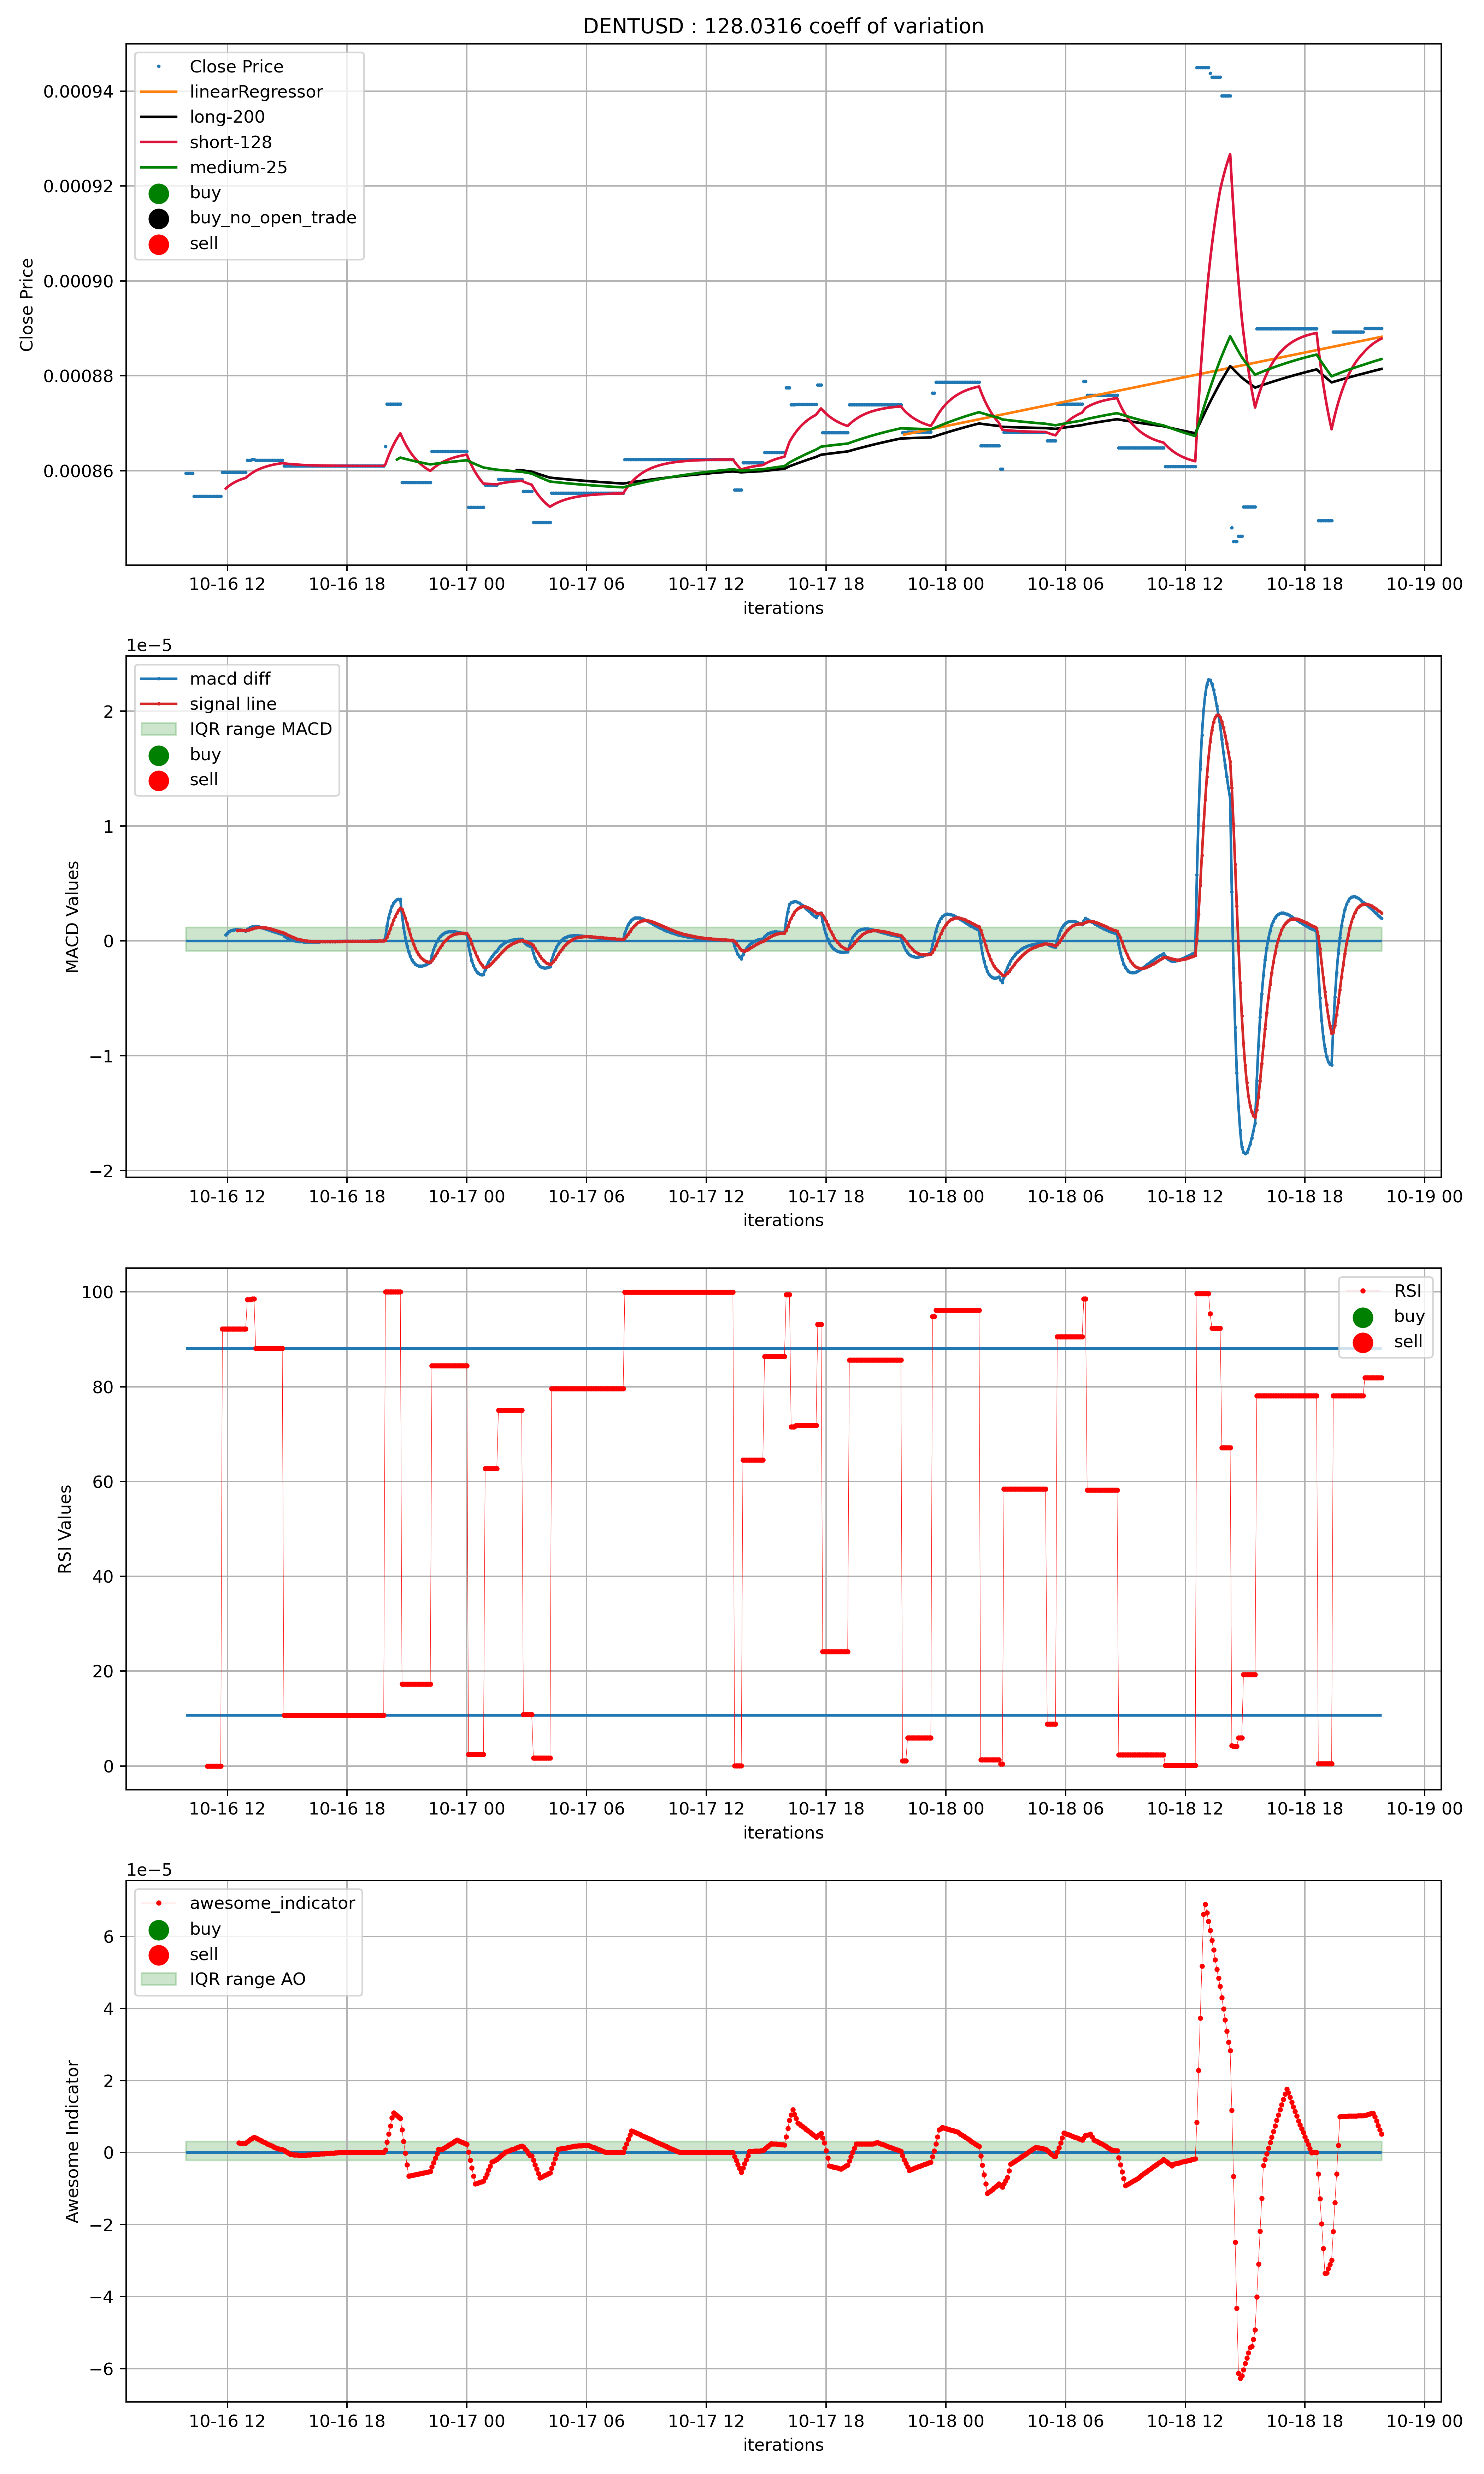 DENTUSD : 128.0316 coeff of variation
Close Price
linearRegressor
long-200
short-128
medium-25
buy
buy_no_open_trade
sell
0.00094
0.00092
0.00090
0.00088
0.00086
Close Price
10-16 12 10-16 18 10-17 00 10-17 06 10-17 12 10-17 18 10-18 00 10-18 06 10-18 12 10-18 18 10-19 00
iterations
1e−5
macd diff
signal line
IQR range MACD
buy
sell
2
1
0
−1
−2
MACD Values
10-16 12 10-16 18 10-17 00 10-17 06 10-17 12 10-17 18 10-18 00 10-18 06 10-18 12 10-18 18 10-19 00
iterations
RSI
buy
sell
100
80
60
40
20
0
RSI Values
10-16 12 10-16 18 10-17 00 10-17 06 10-17 12 10-17 18 10-18 00 10-18 06 10-18 12 10-18 18 10-19 00
iterations
1e−5
awesome_indicator
buy
sell
IQR range AO
6
4
2
0
−2
−4
−6
Awesome Indicator
10-16 12 10-16 18 10-17 00 10-17 06 10-17 12 10-17 18 10-18 00 10-18 06 10-18 12 10-18 18 10-19 00
iterations